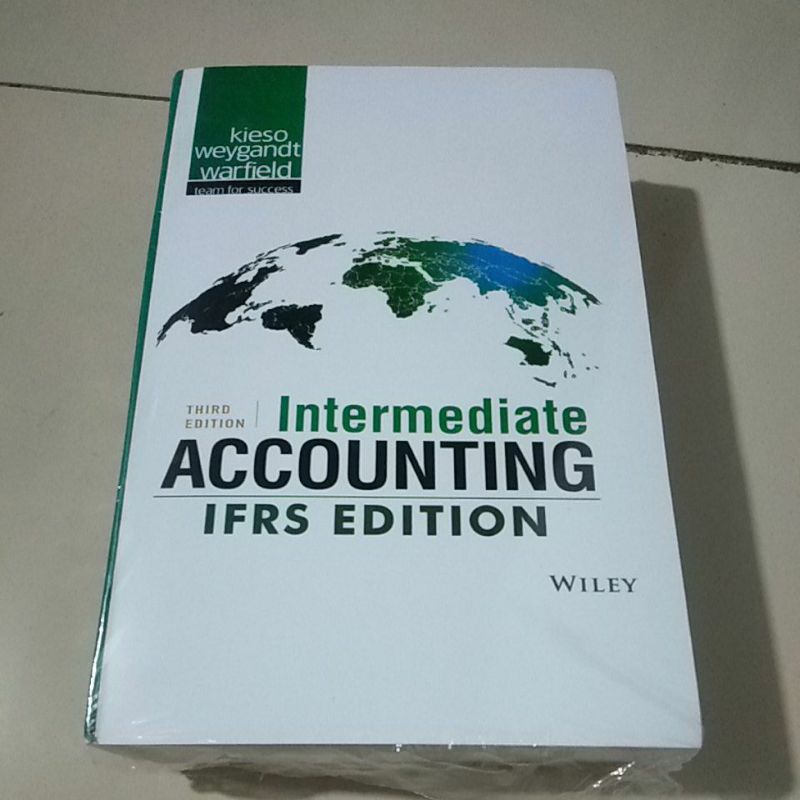 kieso
weygandt
warfield
team for success
THIRD
EDITION
Intermediate
ACCOUNTING
IFRS EDITION
WILEY